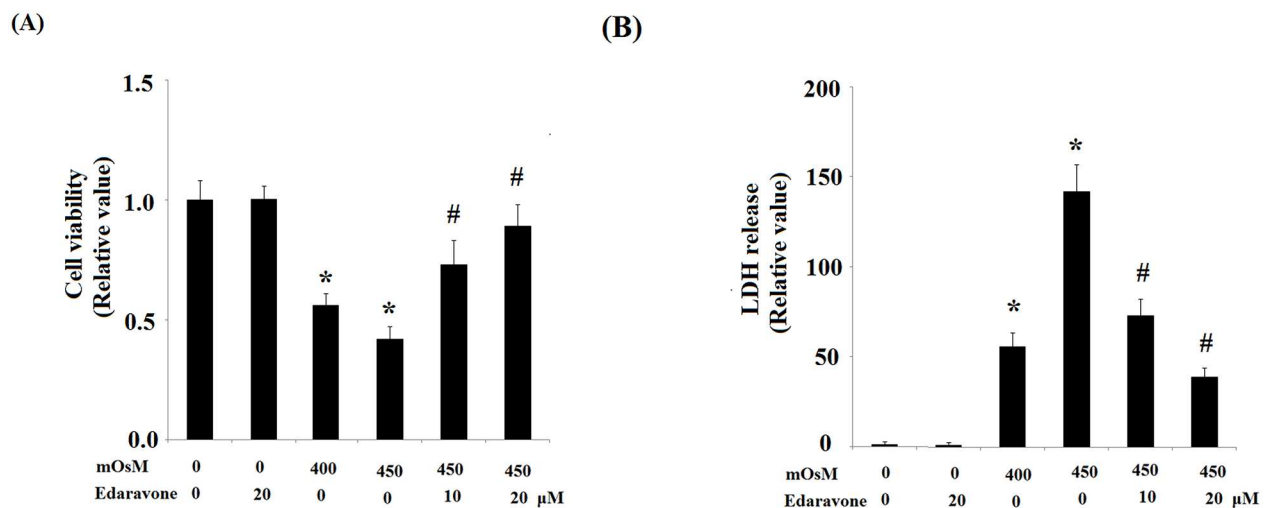 (A)
(B)
Cell viability
(Relative value)
1.5
1.0
0.5
0.0
*
*
#
#
mOsM 0 0 400 450 450 450
Edaravone 0 20 0 0 10 20 μM
LDH release
(Relative value)
200
150
100
50
0
*
*
#
#
mOsM 0 0 400 450 450 450
Edaravone 0 20 0 0 10 20 μM